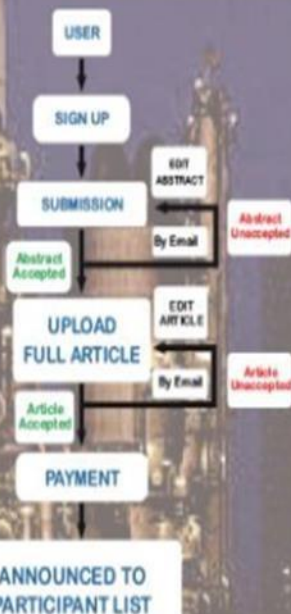 USER
SIGN UP
EDIT
ABSTRACT
SUBMISSION
Abstract
Unaccepted
By Email
Abstract
Accepted
EDIT
ARTICLE
UPLOAD
FULL ARTICLE
Article
Unaccepted
By Email
Article
Accepted
PAYMENT
ANNOUNCED TO
PARTICIPANT LIST